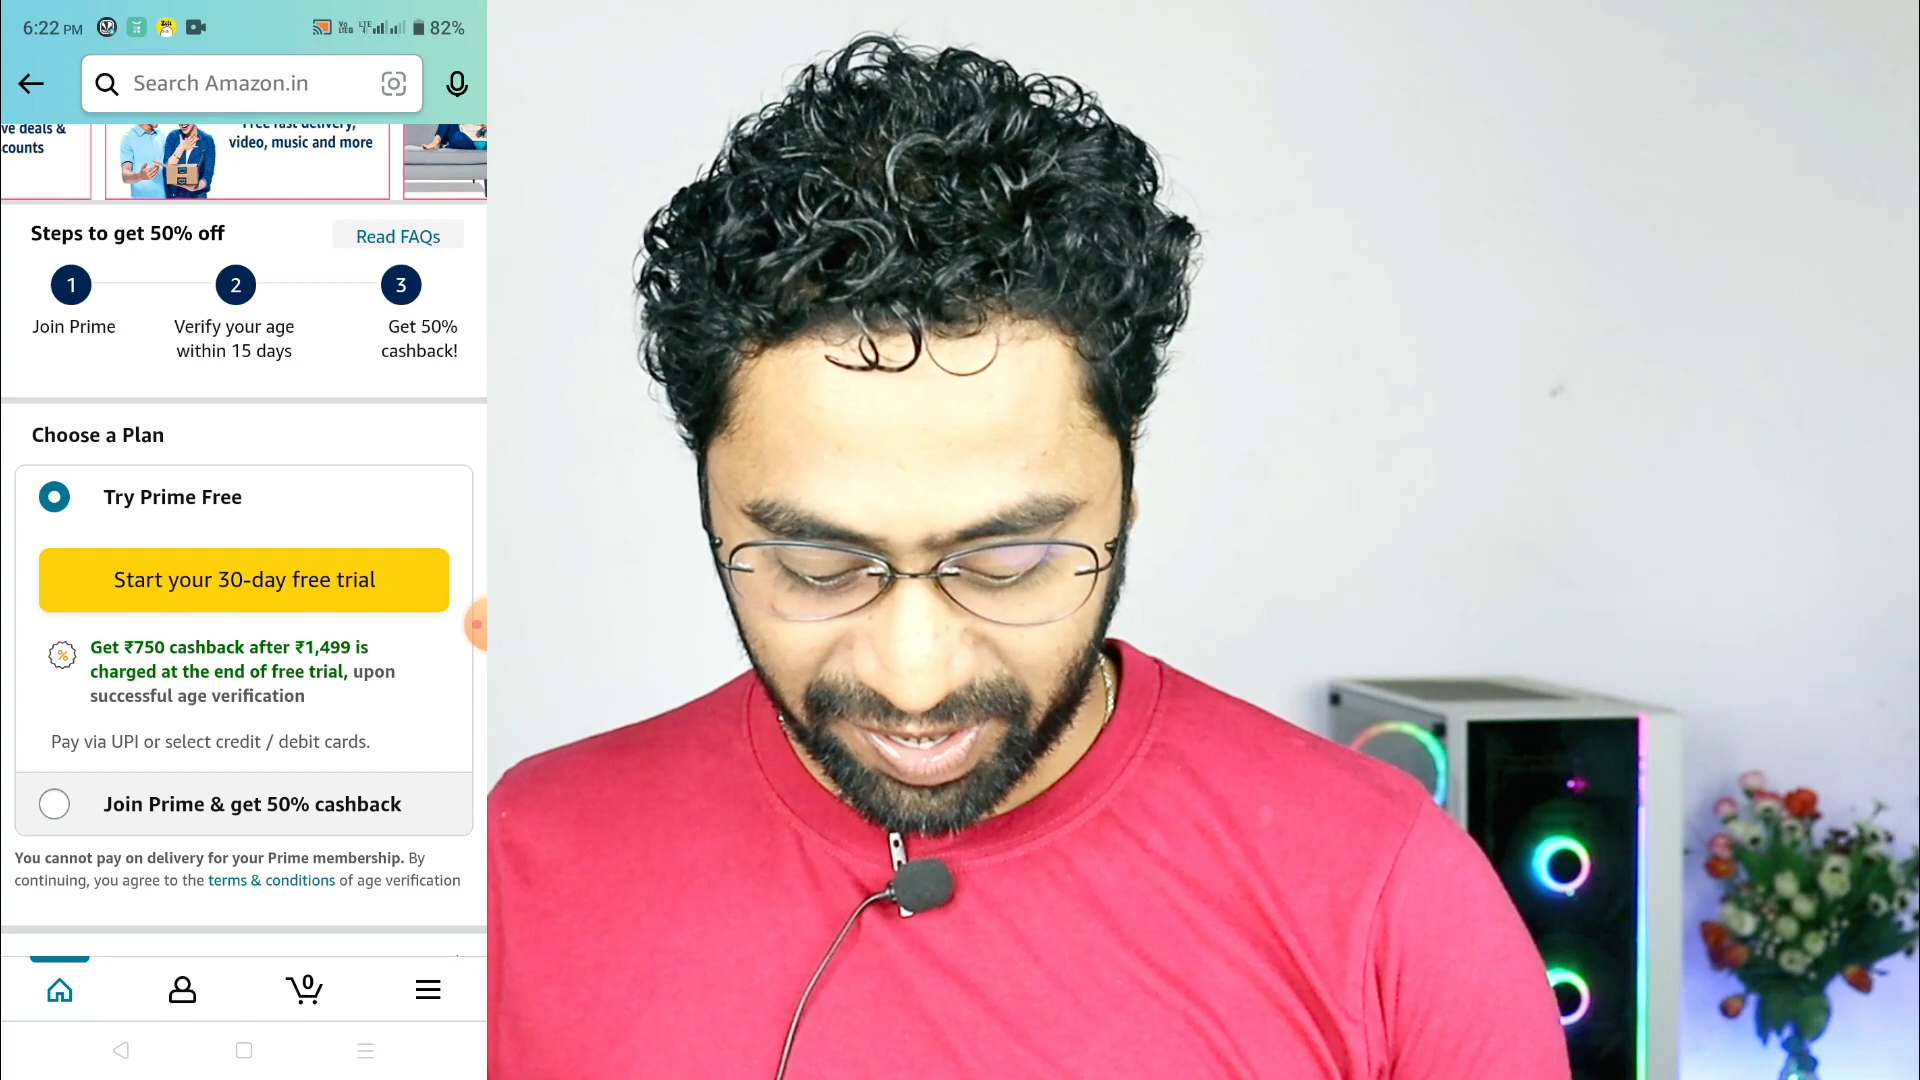 6:22 PM
82%
Search Amazon.in
ve deals &
counts
Free fast delivery,
video, music and more
Steps to get 50% off
Read FAQs
1
2
3
Join Prime
Verify your age
within 15 days
Get 50%
cashback!
Choose a Plan
Try Prime Free
Start your 30-day free trial
%
Get ₹750 cashback after ₹1,499 is
charged at the end of free trial, upon
successful age verification
Pay via UPI or select credit / debit cards.
Join Prime & get 50% cashback
You cannot pay on delivery for your Prime membership. By
continuing, you agree to the terms & conditions of age verification
0